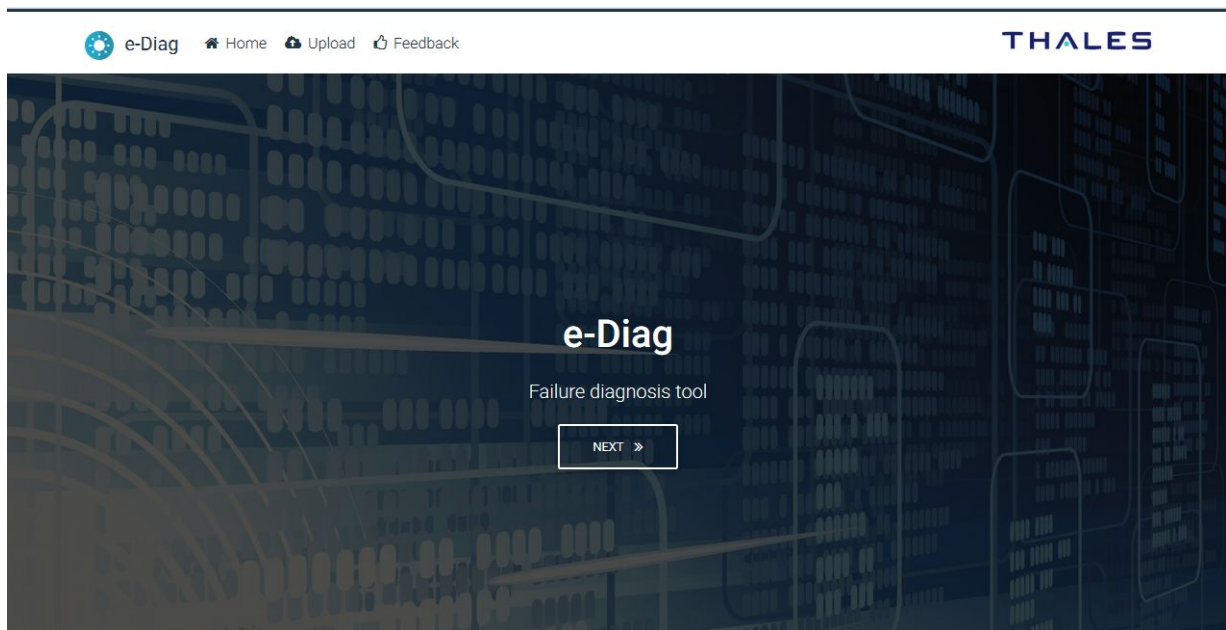 e-Diag Home Upload Feedback THALES
e-Diag
Failure diagnosis tool
NEXT »